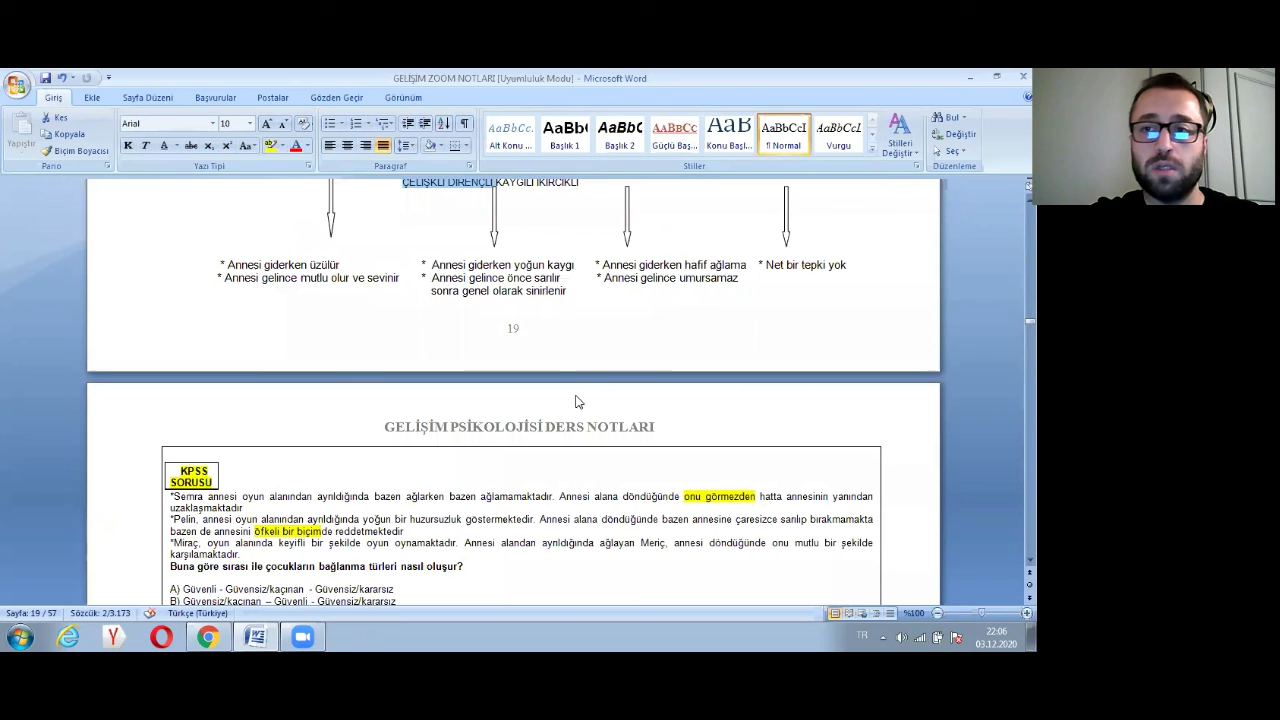 GELİŞİM ZOOM NOTLARI [Uyumluluk Modu] - Microsoft Word
Giriş Ekle Sayfa Düzeni Başvurular Postalar Gözden Geçir Görünüm
Yapıştır
Kes
Kopyala
Biçim Boyacısı
Pano
Arial 10
Yazı Tipi
Paragraf
AaBbCc. Alt Konu ...
AaBbC Başlık 1
AaBbC Başlık 2
AaBbCc Güçlü Baş...
AaB Konu Başl...
AaBbCcI ¶ Normal
AaBbCcL Vurgu
Stilleri Değiştir
Stiller
Bul
Değiştir
Seç
Düzenleme
ÇELİŞKLİ DİRENÇLİ KAYGILI İKİRCİKLİ
* Annesi giderken üzülür
* Annesi gelince mutlu olur ve sevinir
* Annesi giderken yoğun kaygı
* Annesi gelince önce sarılır
sonra genel olarak sinirlenir
* Annesi giderken hafif ağlama
* Annesi gelince umursamaz
* Net bir tepki yok
19
GELİŞİM PSİKOLOJİSİ DERS NOTLARI
KPSS
SORUSU
*Semra annesi oyun alanından ayrıldığında bazen ağlarken bazen ağlamamaktadır. Annesi alana döndüğünde onu görmezden hatta annesinin yanından
uzaklaşmaktadır
*Pelin, annesi oyun alanından ayrıldığında yoğun bir huzursuzluk göstermektedir. Annesi alana döndüğünde bazen annesine çaresizce sarılıp bırakmamakta
bazen de annesini öfkeli bir biçimde reddetmektedir
*Miraç, oyun alanında keyifli bir şekilde oyun oynamaktadır. Annesi alandan ayrıldığında ağlayan Meriç, annesi döndüğünde onu mutlu bir şekilde
karşılamaktadır.
Buna göre sırası ile çocukların bağlanma türleri nasıl oluşur?
A) Güvenli - Güvensiz/kaçınan - Güvensiz/kararsız
B) Güvensiz/kaçınan – Güvenli - Güvensiz/kararsız
Sayfa: 19 / 57 Sözcük: 2/3.173 Türkçe (Türkiye) %100
TR 22:06
03.12.2020